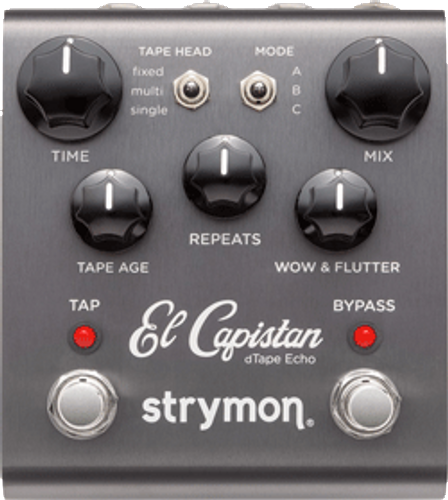 TAPE HEAD
MODE
fixed
multi
single
A
B
C
TIME
MIX
REPEATS
TAPE AGE
WOW & FLUTTER
TAP
BYPASS
El Capistan
dTape Echo
strymon®